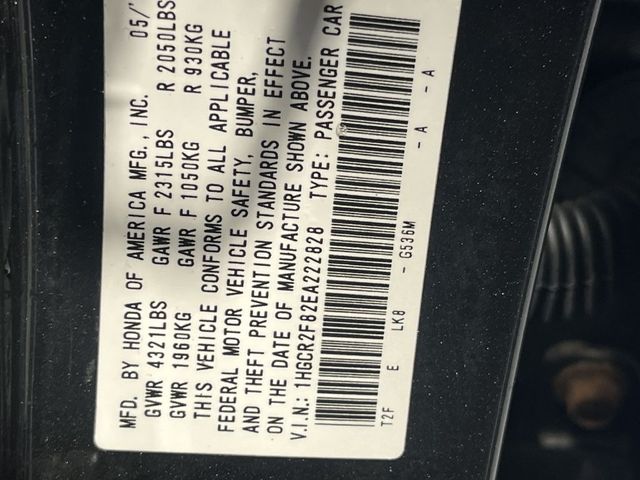 MFD. BY HONDA OF AMERICA MFG., INC. 05/
GVWR 4321LBS GAWR F 2315LBS R 2050LBS
GVWR 1960KG GAWR F 1050KG R 930KG
THIS VEHICLE CONFORMS TO ALL APPLICABLE
FEDERAL MOTOR VEHICLE SAFETY, BUMPER,
AND THEFT PREVENTION STANDARDS IN EFFECT
ON THE DATE OF MANUFACTURE SHOWN ABOVE.
V.I.N.: 1HGCR2F82EA222828 TYPE: PASSENGER CAR
T2F E LK8 - G536M - A - A